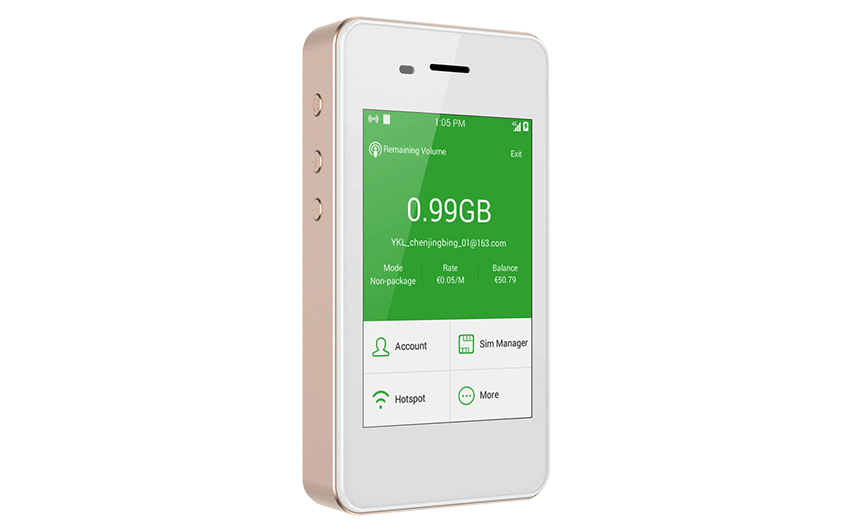 1:05 PM
4G
Remaining Volume
Exit
0.99GB
YKL_chenjingbing_01@163.com
Mode Rate Balance
Non-package €0.05/M €50.79
Account
Sim Manager
Hotspot
More